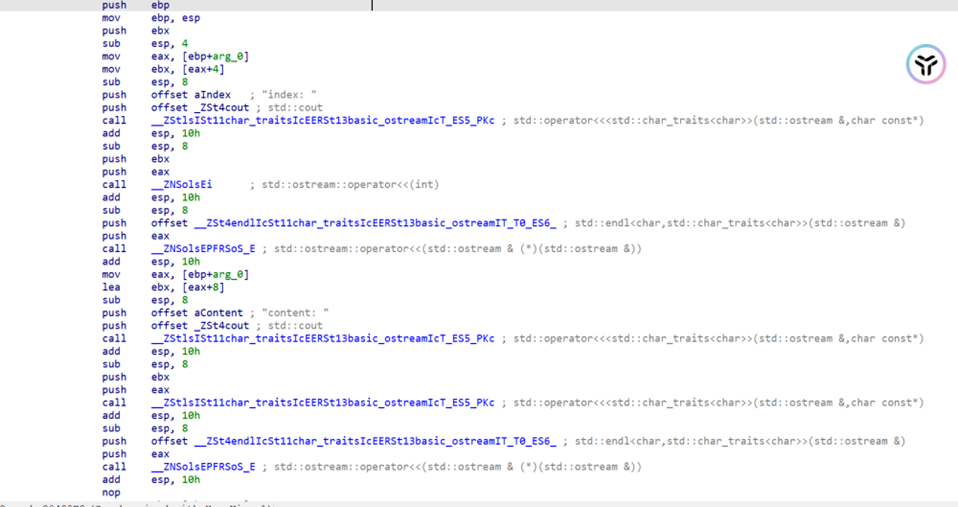 push ebp
mov ebp, esp
push ebx
sub esp, 4
mov eax, [ebp+arg_0]
mov ebx, [eax+4]
sub esp, 8
push offset aIndex ; "index: "
push offset _ZSt4cout ; std::cout
call __ZStlsISt11char_traitsIcEERSt13basic_ostreamIcT_ES5_PKc ; std::operator<<<std::char_traits<char>>(std::ostream &,char const*)
add esp, 10h
sub esp, 8
push ebx
push eax
call __ZNSolsEi ; std::ostream::operator<<(int)
add esp, 10h
sub esp, 8
push offset __ZSt4endlIcSt11char_traitsIcEERSt13basic_ostreamIT_T0_ES6_ ; std::endl<char,std::char_traits<char>>(std::ostream &)
push eax
call __ZNSolsEPFRSoS_E ; std::ostream::operator<<(std::ostream & (*)(std::ostream &))
add esp, 10h
mov eax, [ebp+arg_0]
lea ebx, [eax+8]
sub esp, 8
push offset aContent ; "content: "
push offset _ZSt4cout ; std::cout
call __ZStlsISt11char_traitsIcEERSt13basic_ostreamIcT_ES5_PKc ; std::operator<<<std::char_traits<char>>(std::ostream &,char const*)
add esp, 10h
sub esp, 8
push ebx
push eax
call __ZStlsISt11char_traitsIcEERSt13basic_ostreamIcT_ES5_PKc ; std::operator<<<std::char_traits<char>>(std::ostream &,char const*)
add esp, 10h
sub esp, 8
push offset __ZSt4endlIcSt11char_traitsIcEERSt13basic_ostreamIT_T0_ES6_ ; std::endl<char,std::char_traits<char>>(std::ostream &)
push eax
call __ZNSolsEPFRSoS_E ; std::ostream::operator<<(std::ostream & (*)(std::ostream &))
add esp, 10h
nop